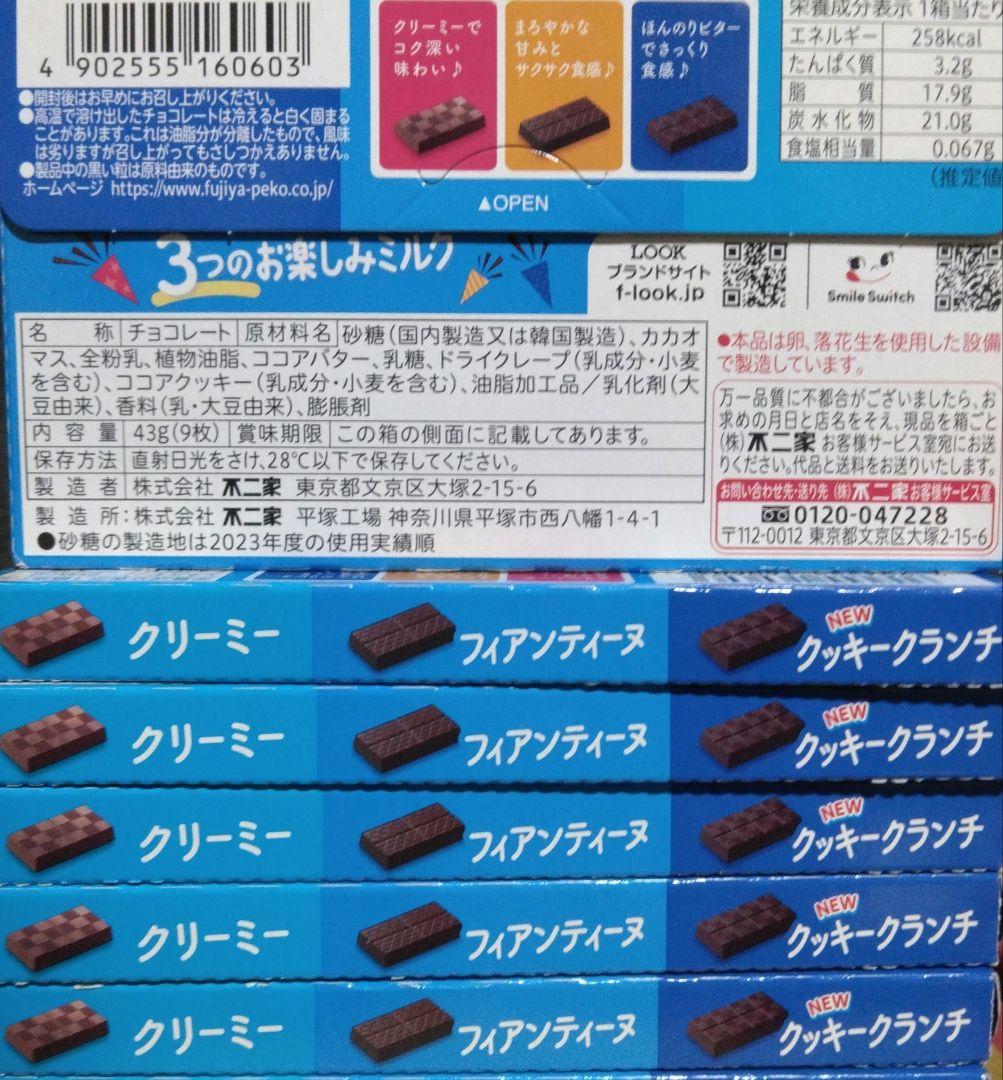 4 902555 160603
●開封後はお早めにお召し上がりください。
●高温で溶け出したチョコレートは冷えると白く固まる
ことがあります。これは油脂分が分離したもので、風味
は劣りますが召し上がってもさしつかえありません。
●製品中の黒い粒は原料由来のものです。
ホームページ https://www.fujiya-peko.co.jp/
クリーミーで
コク深い
味わい♪
まろやかな
甘みと
サクサク食感♪
ほんのりビター
でさっくり
食感♪
▲OPEN
栄養成分表示 1箱当たり
エネルギー 258kcal
たんぱく質 3.2g
脂質 17.9g
炭水化物 21.0g
食塩相当量 0.067g
(推定値
3つのお楽しみミルク
LOOK
ブランドサイト
f-look.jp
Smile Switch
名称 チョコレート 原材料名 砂糖(国内製造又は韓国製造)、カカオ
マス、全粉乳、植物油脂、ココアバター、乳糖、ドライクレープ(乳成分・小麦
を含む)、ココアクッキー(乳成分・小麦を含む)、油脂加工品／乳化剤(大
豆由来)、香料(乳・大豆由来)、膨脹剤
内容量 43g(9枚) 賞味期限 この箱の側面に記載してあります。
保存方法 直射日光をさけ、28℃以下で保存してください。
製造者 株式会社 不二家 東京都文京区大塚2-15-6
製造所：株式会社 不二家 平塚工場 神奈川県平塚市西八幡1-4-1
●砂糖の製造地は2023年度の使用実績順
●本品は卵、落花生を使用した設備
で製造しています。
万一品質に不都合がございましたら、お
求めの月日と店名をそえ、現品を箱ごと
(株)不二家 お客様サービス室宛にお送
りください。代品と送料をお送りいたします。
お問い合わせ先・送り先 (株)不二家お客様サービス室
0120-047228
〒112-0012 東京都文京区大塚2-15-6
クリーミー フィアンティーヌ NEW クッキークランチ
クリーミー フィアンティーヌ NEW クッキークランチ
クリーミー フィアンティーヌ NEW クッキークランチ
クリーミー フィアンティーヌ NEW クッキークランチ
クリーミー フィアンティーヌ NEW クッキークランチ